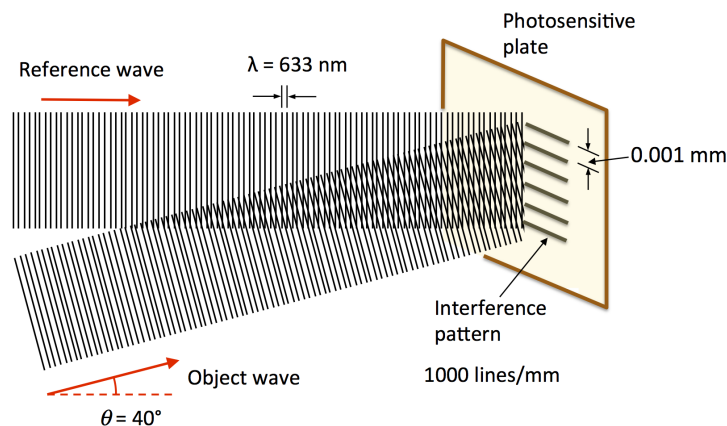 Photosensitive
plate
Reference wave
λ = 633 nm
0.001 mm
Interference
pattern
Object wave
1000 lines/mm
θ = 40°